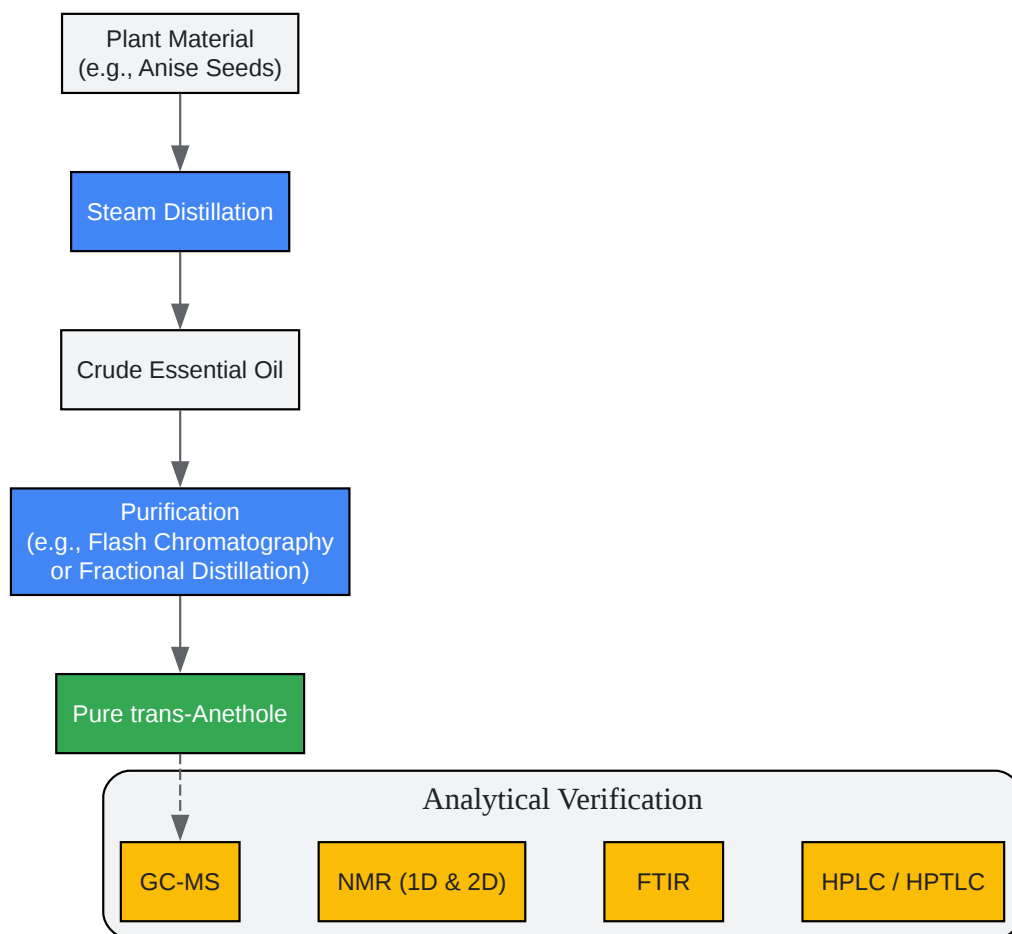 Plant Material
(e.g., Anise Seeds)
Steam Distillation
Crude Essential Oil
Purification
(e.g., Flash Chromatography
or Fractional Distillation)
Pure trans-Anethole
Analytical Verification
GC-MS
NMR (1D & 2D)
FTIR
HPLC / HPTLC